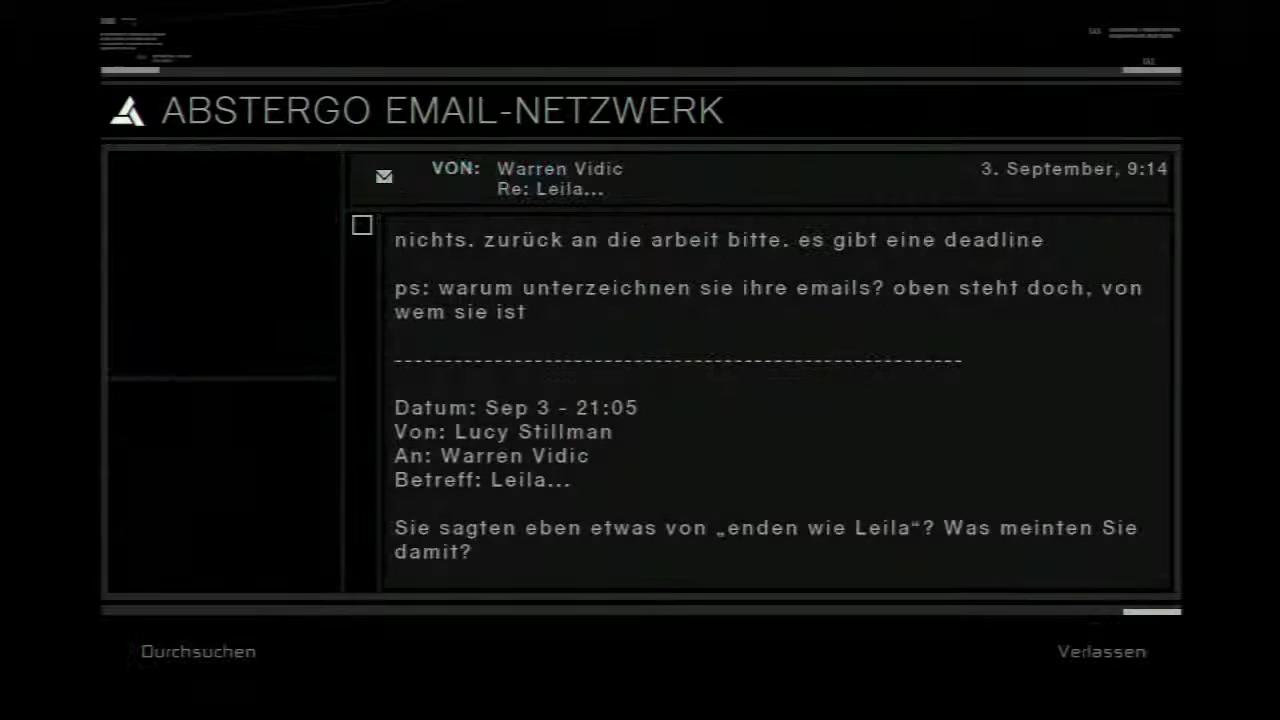 ABSTERGO EMAIL-NETZWERK
VON: Warren Vidic 3. September, 9:14
Re: Leila...
nichts. zurück an die arbeit bitte. es gibt eine deadline
ps: warum unterzeichnen sie ihre emails? oben steht doch, von
wem sie ist
---------------------------------------------------------
Datum: Sep 3 - 21:05
Von: Lucy Stillman
An: Warren Vidic
Betreff: Leila...
Sie sagten eben etwas von „enden wie Leila“? Was meinten Sie
damit?
Durchsuchen Verlassen